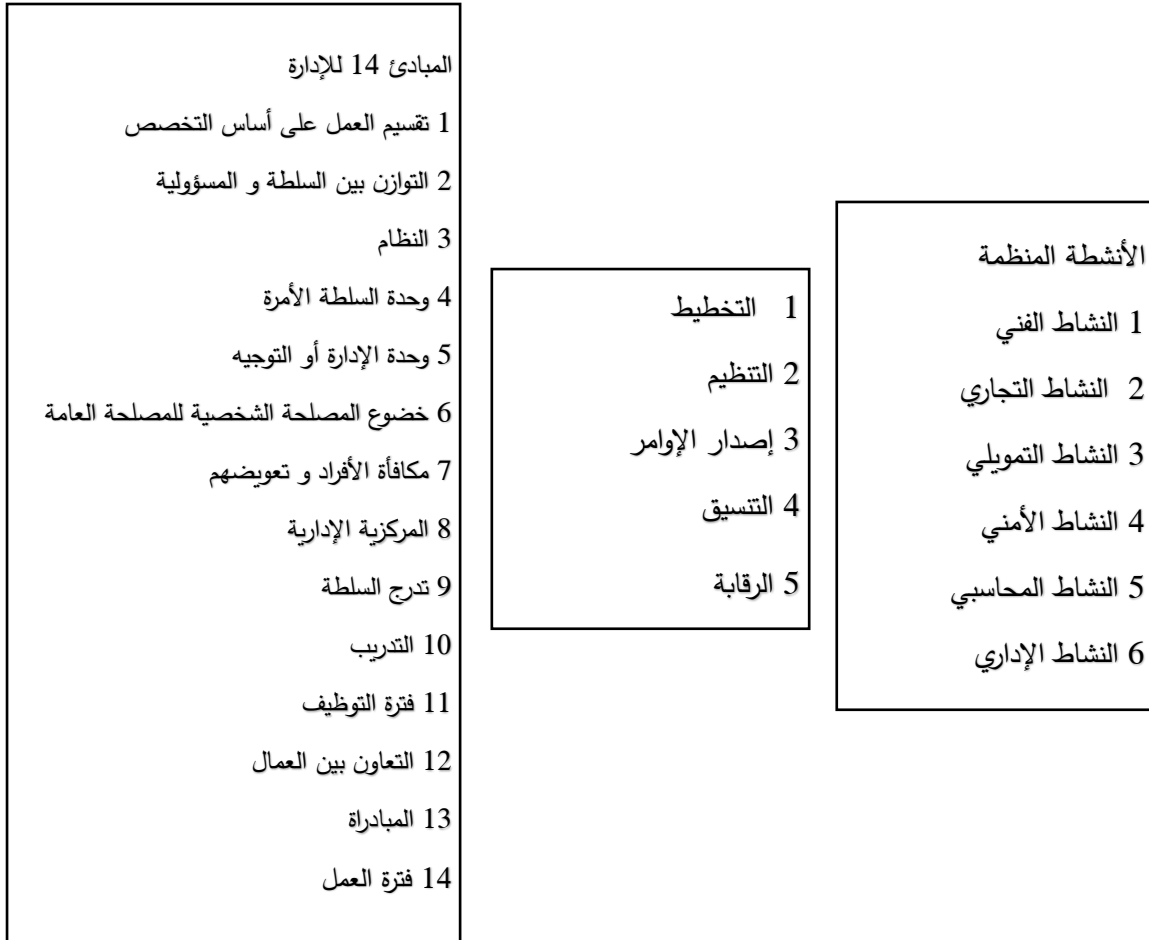 الأنشطة المنظمة
1 النشاط الفني
2 النشاط التجاري
3 النشاط التمويلي
4 النشاط الأمني
5 النشاط المحاسبي
6 النشاط الإداري
1 التخطيط
2 التنظيم
3 إصدار الإوامر
4 التنسيق
5 الرقابة
المبادئ 14 للإدارة
1 تقسيم العمل على أساس التخصص
2 التوازن بين السلطة و المسؤولية
3 النظام
4 وحدة السلطة الأمرة
5 وحدة الإدارة أو التوجيه
6 خضوع المصلحة الشخصية للمصلحة العامة
7 مكافأة الأفراد و تعويضهم
8 المركزية الإدارية
9 تدرج السلطة
10 التدريب
11 فترة التوظيف
12 التعاون بين العمال
13 المبادراة
14 فترة العمل